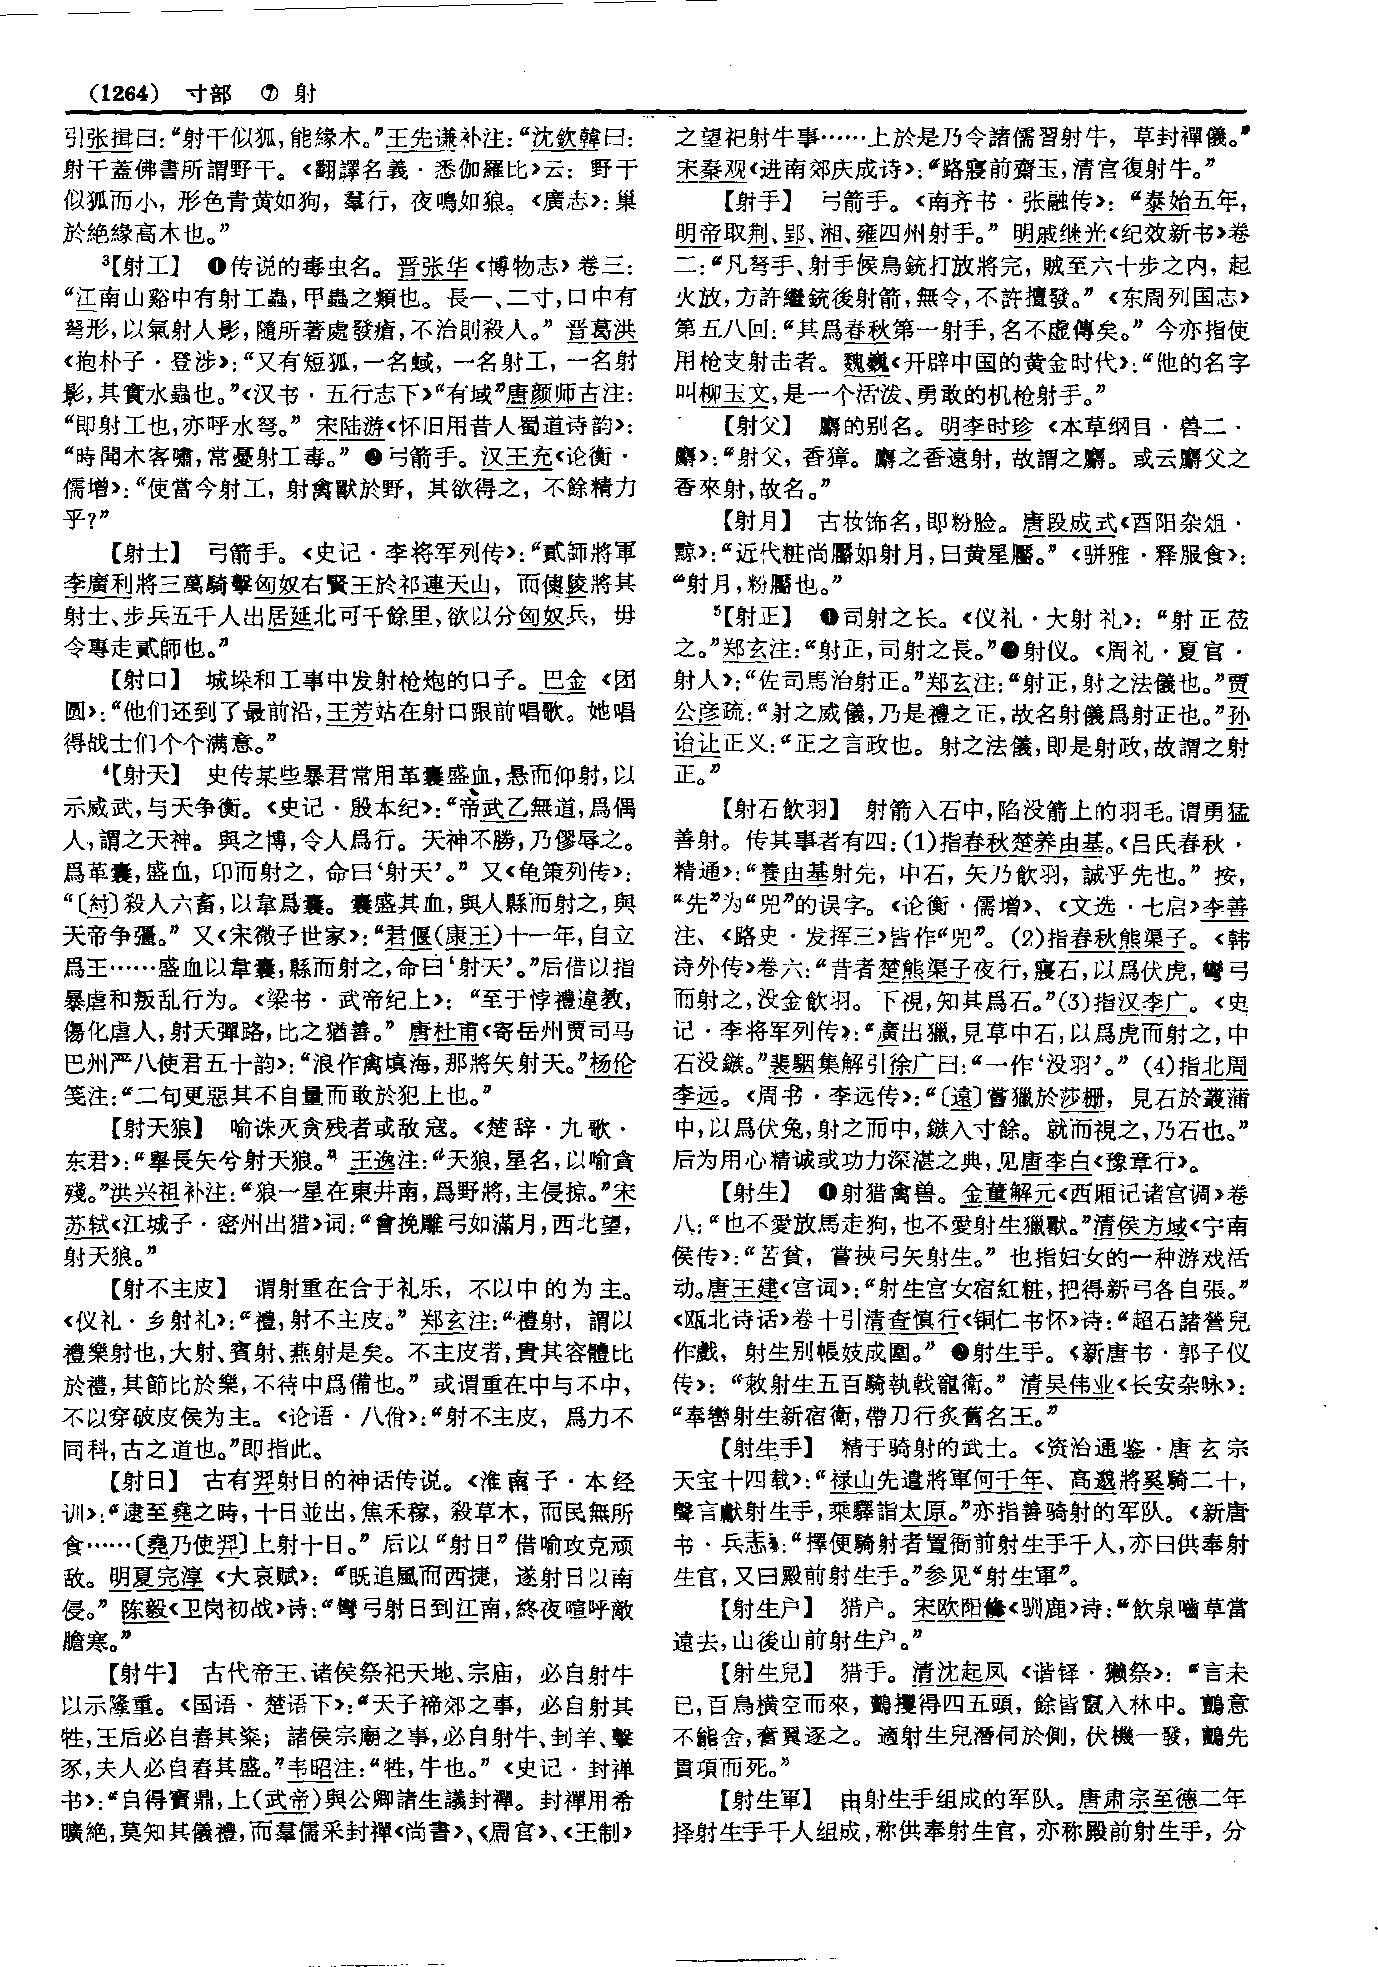 (1264) 寸部 ⑦ 射
引张揖曰：“射干似狐，能緣木。”王先谦补注：“沈欽韓曰：
射干蓋佛書所謂野干。《翻譯名義·悉伽羅比》云：野干
似狐而小，形色青黄如狗，羣行，夜鳴如狼。《廣志》：巢
於絶緣高木也。”
³【射工】 ❶传说的毒虫名。晋张华《博物志》卷三：
“江南山谿中有射工蟲，甲蟲之類也。長一、二寸，口中有
弩形，以氣射人影，隨所著處發瘡，不治則殺人。”晋葛洪
《抱朴子·登涉》：“又有短狐，一名蜮，一名射工，一名射
影，其實水蟲也。”《汉书·五行志下》“有域”唐颜师古注：
“即射工也，亦呼水弩。”宋陆游《怀旧用昔人蜀道诗韵》：
“時聞木客嘯，常憂射工毒。”❷弓箭手。汉王充《论衡·
儒增》：“使當今射工，射禽獸於野，其欲得之，不餘精力
乎？”
【射士】 弓箭手。《史记·李将军列传》：“貳師將軍
李廣利將三萬騎擊匈奴右賢王於祁連天山，而使陵將其
射士、步兵五千人出居延北可千餘里，欲以分匈奴兵，毋
令專走貳師也。”
【射口】 城垛和工事中发射枪炮的口子。巴金《团
圆》：“他们还到了最前沿，王芳站在射口跟前唱歌。她唱
得战士们个个满意。”
⁴【射天】 史传某些暴君常用革囊盛血，悬而仰射，以
示威武，与天争衡。《史记·殷本纪》：“帝武乙無道，爲偶
人，謂之天神。與之博，令人爲行。天神不勝，乃僇辱之。
爲革囊，盛血，卬而射之，命曰‘射天’。”又《龟策列传》：
“〔紂〕殺人六畜，以韋爲囊。囊盛其血，與人縣而射之，與
天帝争彊。”又《宋微子世家》：“君偃(康王)十一年，自立
爲王……盛血以韋囊，縣而射之，命曰‘射天’。”后借以指
暴虐和叛乱行为。《梁书·武帝纪上》：“至于悖禮違教，
傷化虐人，射天彈路，比之猶善。”唐杜甫《寄岳州贾司马
巴州严八使君五十韵》：“浪作禽填海，那將矢射天。”杨伦
笺注：“二句更惡其不自量而敢於犯上也。”
【射天狼】 喻诛灭贪残者或敌寇。《楚辞·九歌·
东君》：“舉長矢兮射天狼。”王逸注：“天狼，星名，以喻貪
殘。”洪兴祖补注：“狼一星在東井南，爲野將，主侵掠。”宋
苏轼《江城子·密州出猎》词：“會挽雕弓如滿月，西北望，
射天狼。”
【射不主皮】 谓射重在合于礼乐，不以中的为主。
《仪礼·乡射礼》：“禮，射不主皮。”郑玄注：“禮射，謂以
禮樂射也，大射、賓射、燕射是矣。不主皮者，貴其容體比
於禮，其節比於樂，不待中爲備也。”或谓重在中与不中，
不以穿破皮侯为主。《论语·八佾》：“射不主皮，爲力不
同科，古之道也。”即指此。
【射日】 古有羿射日的神话传说。《淮南子·本经
训》：“逮至堯之時，十日並出，焦禾稼，殺草木，而民無所
食……〔堯乃使羿〕上射十日。”后以“射日”借喻攻克顽
敌。明夏完淳《大哀赋》：“既追風而西捷，遂射日以南
侵。”陈毅《卫岗初战》诗：“彎弓射日到江南，終夜喧呼敵
膽寒。”
【射牛】 古代帝王、诸侯祭祀天地、宗庙，必自射牛
以示隆重。《国语·楚语下》：“天子禘郊之事，必自射其
牲，王后必自舂其粢；諸侯宗廟之事，必自射牛、刲羊、擊
豕，夫人必自舂其盛。”韦昭注：“牲，牛也。”《史记·封禅
书》：“自得寶鼎，上(武帝)與公卿諸生議封禪。封禪用希
曠絶，莫知其儀禮，而羣儒采封禪《尚書》、《周官》、《王制》
之望祀射牛事……上於是乃令諸儒習射牛，草封禪儀。”
宋秦观《进南郊庆成诗》：“路寢前齋玉，清宫復射牛。”
【射手】 弓箭手。《南齐书·张融传》：“泰始五年，
明帝取荆、郢、湘、雍四州射手。”明戚继光《纪效新书》卷
二：“凡弩手、射手候鳥銃打放將完，賊至六十步之内，起
火放，方許繼銃後射箭，無令，不許擅發。”《东周列国志》
第五八回：“其爲春秋第一射手，名不虛傳矣。”今亦指使
用枪支射击者。魏巍《开辟中国的黄金时代》：“他的名字
叫柳玉文，是一个活泼、勇敢的机枪射手。”
【射父】 麝的别名。明李时珍《本草纲目·兽二·
麝》：“射父，香獐。麝之香遠射，故謂之麝。或云麝父之
香來射，故名。”
【射月】 古妆饰名，即粉脸。唐段成式《酉阳杂俎·
黥》：“近代粧尚靨如射月，曰黄星靨。”《骈雅·释服食》：
“射月，粉靨也。”
⁵【射正】 ❶司射之长。《仪礼·大射礼》：“射正莅
之。”郑玄注：“射正，司射之長。”❷射仪。《周礼·夏官·
射人》：“佐司馬治射正。”郑玄注：“射正，射之法儀也。”贾
公彦疏：“射之威儀，乃是禮之正，故名射儀爲射正也。”孙
诒让正义：“正之言政也。射之法儀，即是射政，故謂之射
正。”
【射石飲羽】 射箭入石中，陷没箭上的羽毛。谓勇猛
善射。传其事者有四：(1)指春秋楚养由基。《吕氏春秋·
精通》：“養由基射先，中石，矢乃飲羽，誠乎先也。”按，
“先”为“兕”的误字。《论衡·儒增》、《文选·七启》李善
注、《路史·发挥三》皆作“兕”。(2)指春秋熊渠子。《韩
诗外传》卷六：“昔者楚熊渠子夜行，寢石，以爲伏虎，彎弓
而射之，没金飲羽。下視，知其爲石。”(3)指汉李广。《史
记·李将军列传》：“廣出獵，見草中石，以爲虎而射之，中
石没鏃。”裴駰集解引徐广曰：“一作‘没羽’。”(4)指北周
李远。《周书·李远传》：“〔遠〕嘗獵於莎栅，見石於叢蒲
中，以爲伏兔，射之而中，鏃入寸餘。就而視之，乃石也。”
后为用心精诚或功力深湛之典，见唐李白《豫章行》。
【射生】 ❶射猎禽兽。金董解元《西厢记诸宫调》卷
八：“也不愛放馬走狗，也不愛射生獵獸。”清侯方域《宁南
侯传》：“苦貧，嘗挾弓矢射生。”也指妇女的一种游戏活
动。唐王建《宫词》：“射生宫女宿紅粧，把得新弓各自張。”
《瓯北诗话》卷十引清查慎行《铜仁书怀》诗：“超石諸營兒
作戲，射生别帳妓成圍。”❷射生手。《新唐书·郭子仪
传》：“敕射生五百騎執戟寵衛。”清吴伟业《长安杂咏》：
“奉轡射生新宿衛，帶刀行炙舊名王。”
【射生手】 精于骑射的武士。《资治通鉴·唐玄宗
天宝十四载》：“禄山先遣將軍何千年、高邈將奚騎二十，
聲言獻射生手，乘驛詣太原。”亦指善骑射的军队。《新唐
书·兵志》：“擇便騎射者置衙前射生手千人，亦曰供奉射
生官，又曰殿前射生手。”参见“射生軍”。
【射生户】 猎户。宋欧阳脩《驯鹿》诗：“飲泉嚙草當
遠去，山後山前射生户。”
【射生兒】 猎手。清沈起凤《谐铎·獭祭》：“言未
已，百鳥横空而來，鸇攫得四五頭，餘皆竄入林中。鸇意
不能舍，奮翼逐之。適射生兒潛伺於側，伏機一發，鸇先
貫項而死。”
【射生軍】 由射生手组成的军队。唐肃宗至德二年
择射生手千人组成，称供奉射生官，亦称殿前射生手，分